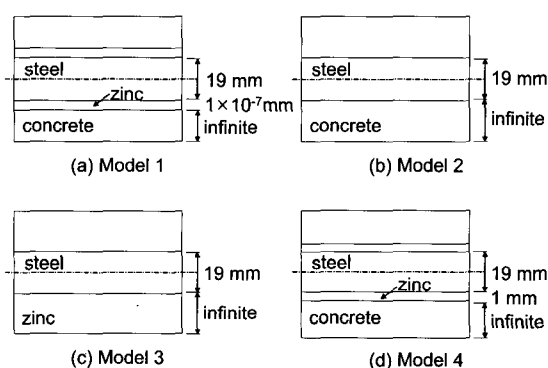 steel
19 mm
zinc
1×10⁻⁷mm
concrete
infinite
(a) Model 1
steel
19 mm
infinite
(b) Model 2
steel
19 mm
zinc
infinite
(c) Model 3
steel
19 mm
zinc
1 mm
concrete
infinite
(d) Model 4